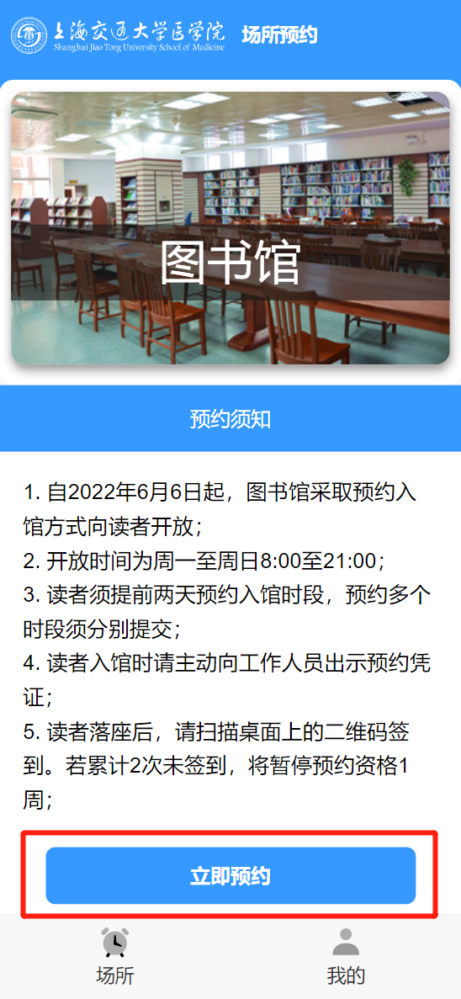 上海交通大学医学院 场所预约
Shanghai Jiao Tong University School of Medicine
图书馆
预约须知
1. 自2022年6月6日起，图书馆采取预约入
馆方式向读者开放；
2. 开放时间为周一至周日8:00至21:00；
3. 读者须提前两天预约入馆时段，预约多个
时段须分别提交；
4. 读者入馆时请主动向工作人员出示预约凭
证；
5. 读者落座后，请扫描桌面上的二维码签
到。若累计2次未签到，将暂停预约资格1
周；
立即预约
场所
我的